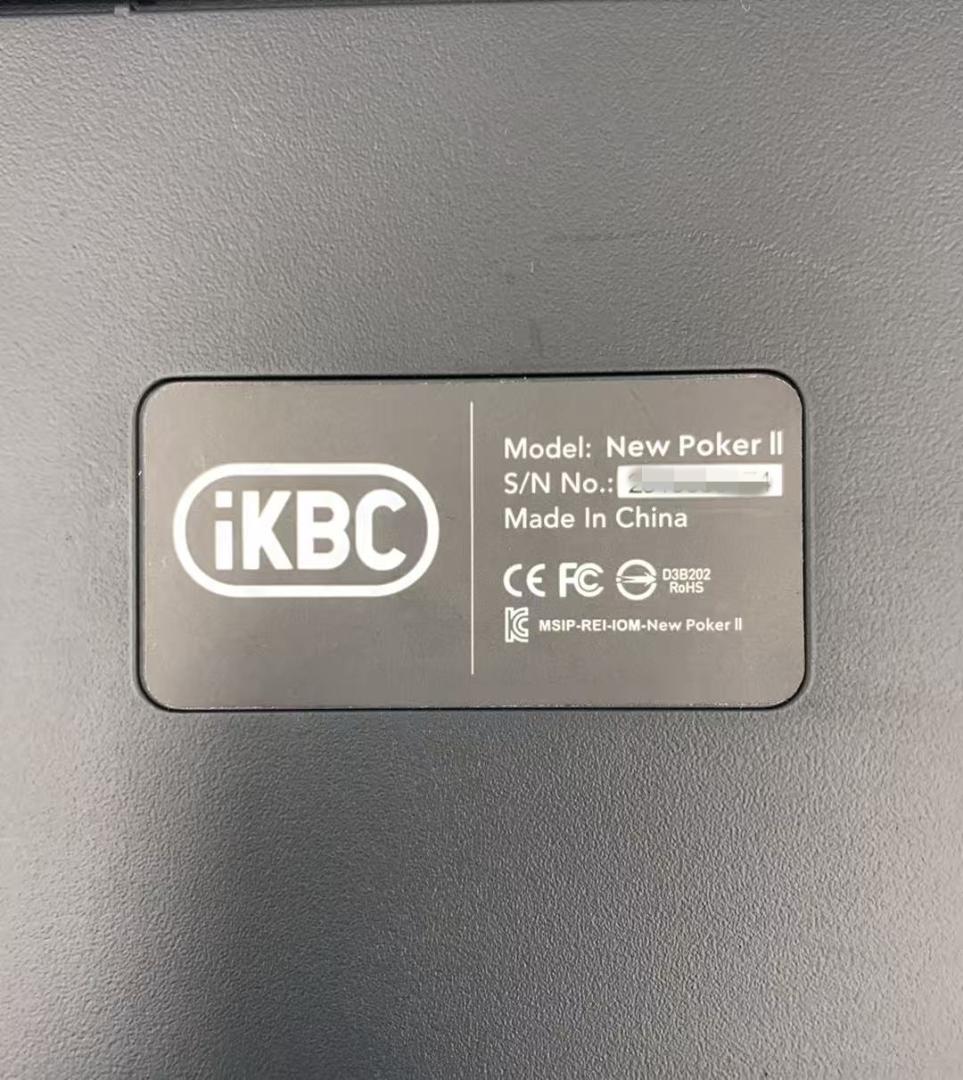 iKBC
Model: New Poker II
S/N No.:
Made In China
CE FC D3B202
RoHS
MSIP-REI-IOM-New Poker II